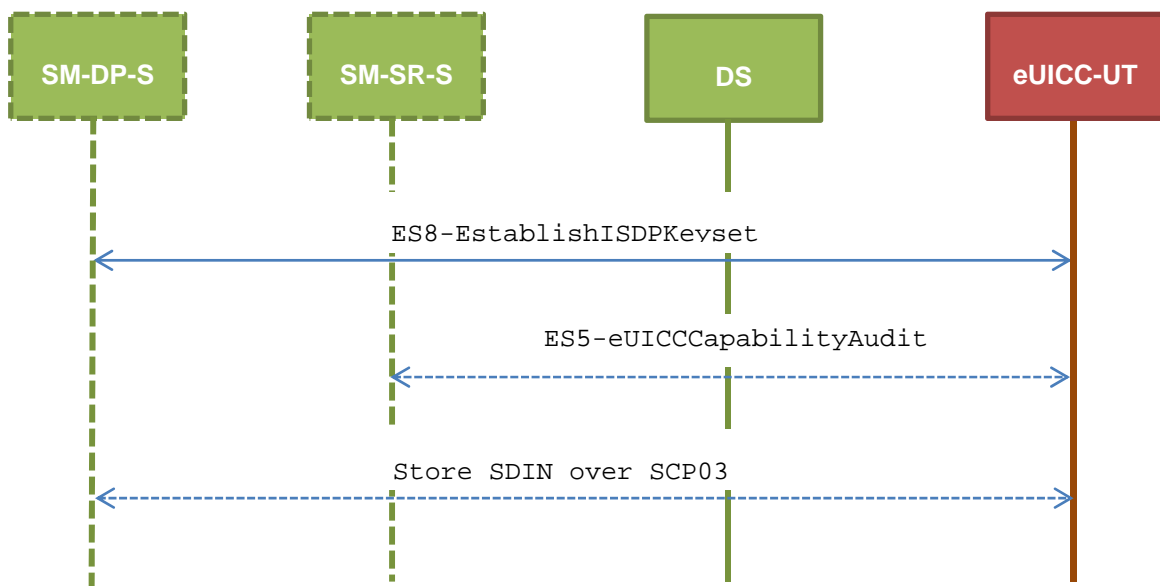 SM-DP-S
SM-SR-S
DS
eUICC-UT
ES8-EstablishISDPKeyset
ES5-eUICCCapabilityAudit
Store SDIN over SCP03